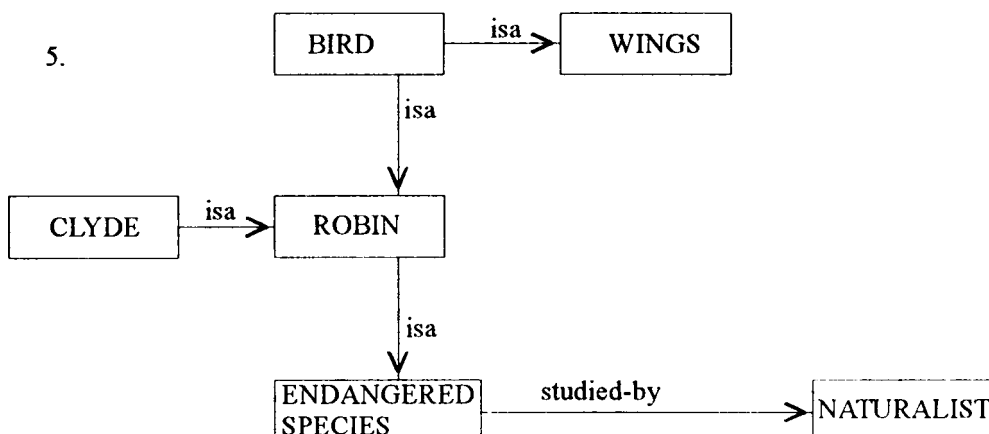 5.
BIRD
isa
WINGS
isa
CLYDE
isa
ROBIN
isa
ENDANGERED
SPECIES
studied-by
NATURALIST